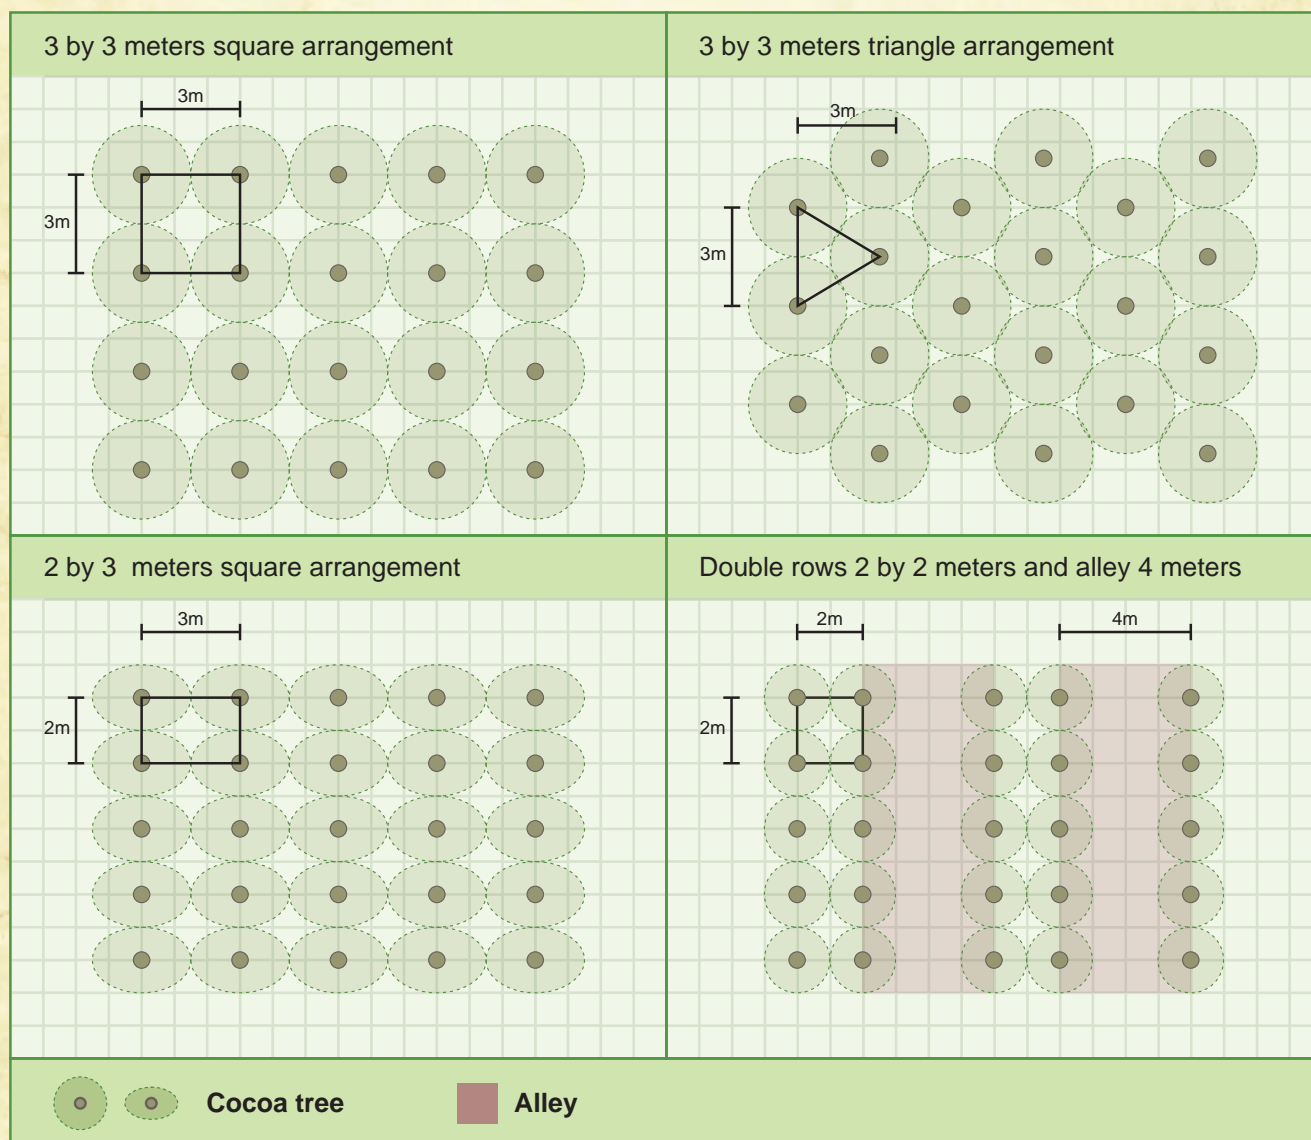 3 by 3 meters square arrangement
3m
3m
3 by 3 meters triangle arrangement
3m
3m
2 by 3  meters square arrangement
3m
2m
Double rows 2 by 2 meters and alley 4 meters
2m
4m
2m
Cocoa tree
Alley